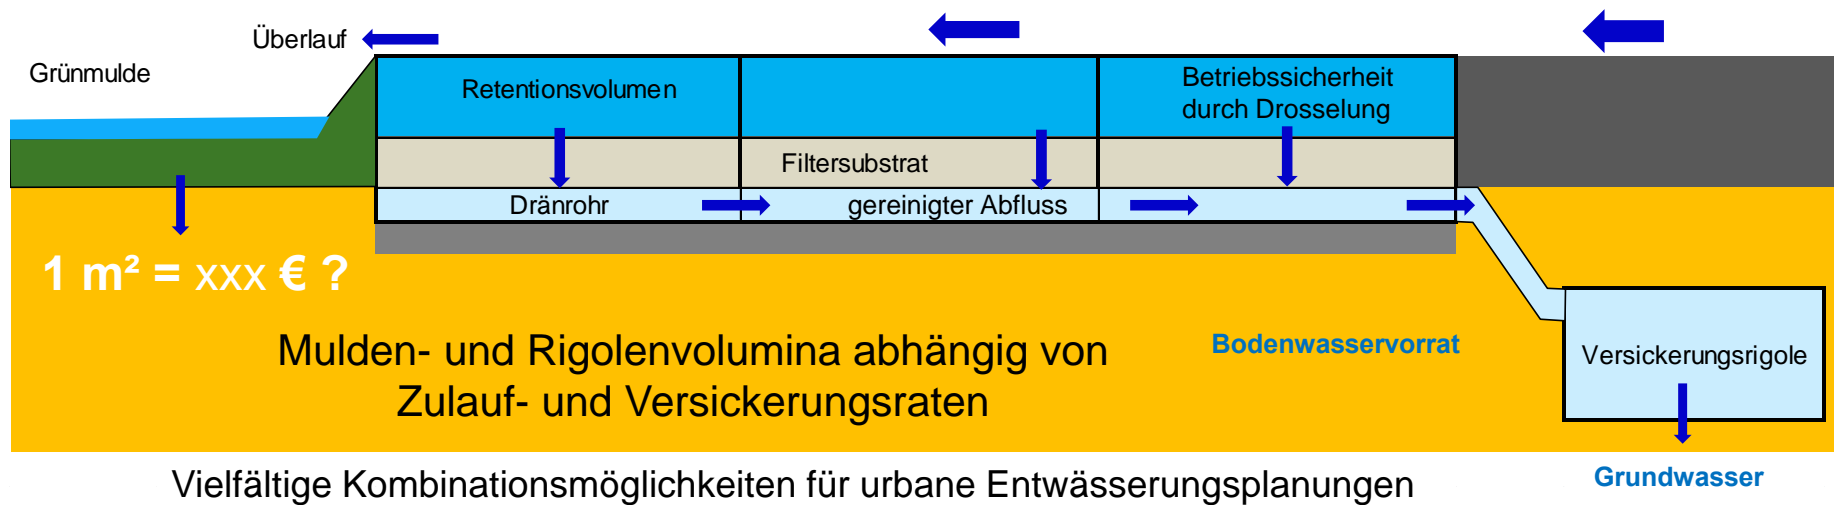 Überlauf
Grünmulde
Retentionsvolumen
Betriebssicherheit
durch Drosselung
Filtersubstrat
Dränrohr
gereinigter Abfluss
1 m² = xxx € ?
Mulden- und Rigolenvolumina abhängig von
Zulauf- und Versickerungsraten
Bodenwasservorrat
Versickerungsrigole
Vielfältige Kombinationsmöglichkeiten für urbane Entwässerungsplanungen
Grundwasser